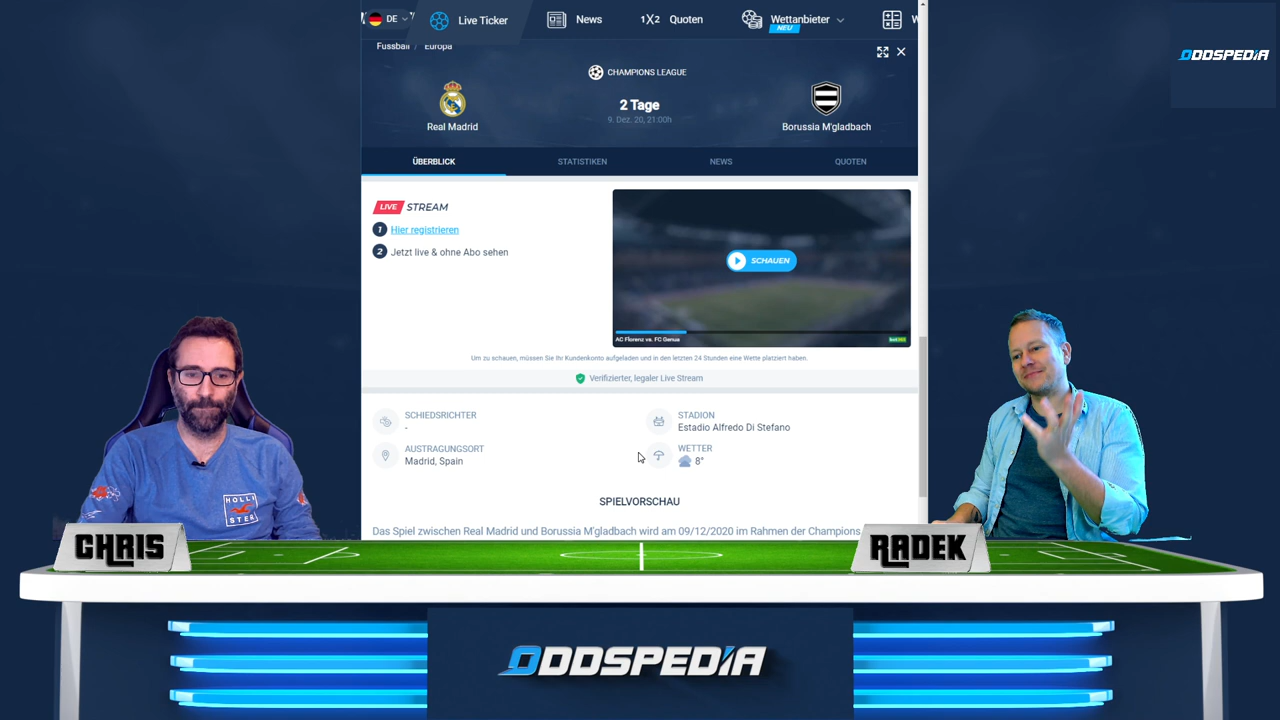 DE
Live Ticker
News
1X2 Quoten
Wettanbieter
NEU
W
ODDSPEDIA
Fussball / Europa
CHAMPIONS LEAGUE
2 Tage
9. Dez. 20, 21:00h
Real Madrid
Borussia M'gladbach
ÜBERBLICK
STATISTIKEN
NEWS
QUOTEN
LIVE STREAM
1 Hier registrieren
2 Jetzt live & ohne Abo sehen
SCHAUEN
AC Florenz vs. FC Genua
bet365
Um zu schauen, müssen Sie Ihr Kundenkonto aufgeladen und in den letzten 24 Stunden eine Wette platziert haben.
Verifizierter, legaler Live Stream
SCHIEDSRICHTER
-
STADION
Estadio Alfredo Di Stefano
AUSTRAGUNGSORT
Madrid, Spain
WETTER
8°
SPIELVORSCHAU
Das Spiel zwischen Real Madrid und Borussia M'gladbach wird am 09/12/2020 im Rahmen der Champions
HOLLI
STER
CHRIS
RADEK
ODDSPEDIA